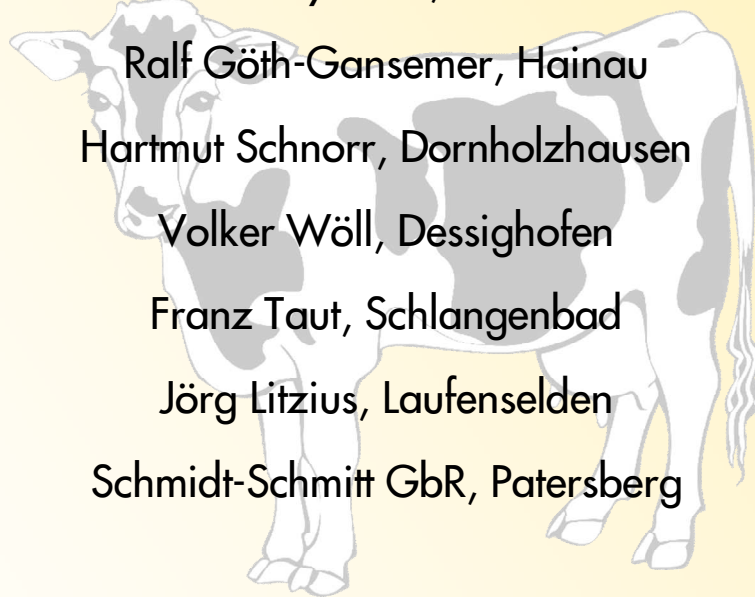 Ralf Göth-Gansemer, Hainau
Hartmut Schnorr, Dornholzhausen
Volker Wöll, Dessighofen
Franz Taut, Schlangenbad
Jörg Litzius, Laufenselden
Schmidt-Schmitt GbR, Patersberg